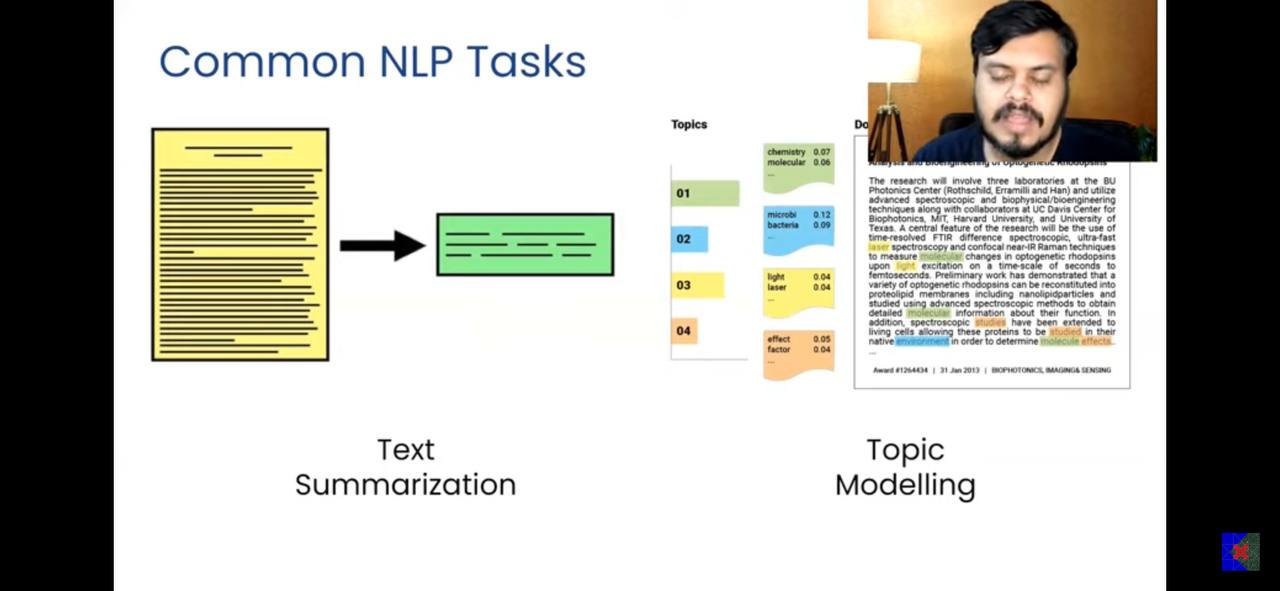 Common NLP Tasks
Topics
Do
01
02
03
04
chemistry 0.07
molecular 0.06
...
microbi 0.12
bacteria 0.09
...
light 0.04
laser 0.04
...
effect 0.05
factor 0.04
...
Analysis and Bioengineering of Optogenetic Rhodopsins
The research will involve three laboratories at the BU
Photonics Center (Rothschild, Erramilli and Han) and utilize
advanced spectroscopic and biophysical/bioengineering
techniques along with collaborators at UC Davis Center for
Biophotonics, MIT, Harvard University, and University of
Texas. A central feature of the research will be the use of
time-resolved FTIR difference spectroscopic, ultra-fast
laser spectroscopy and confocal near-IR Raman techniques
to measure molecular changes in optogenetic rhodopsins
upon light excitation on a time-scale of seconds to
femtoseconds. Preliminary work has demonstrated that a
variety of optogenetic rhodopsins can be reconstituted into
proteolipid membranes including nanolipidparticles and
studied using advanced spectroscopic methods to obtain
detailed molecular information about their function. In
addition, spectroscopic studies have been extended to
living cells allowing these proteins to be studied in their
native environment in order to determine molecule effects..
...
Award #1264434 | 31 Jan 2013 | BIOPHOTONICS, IMAGING& SENSING
Text
Summarization
Topic
Modelling